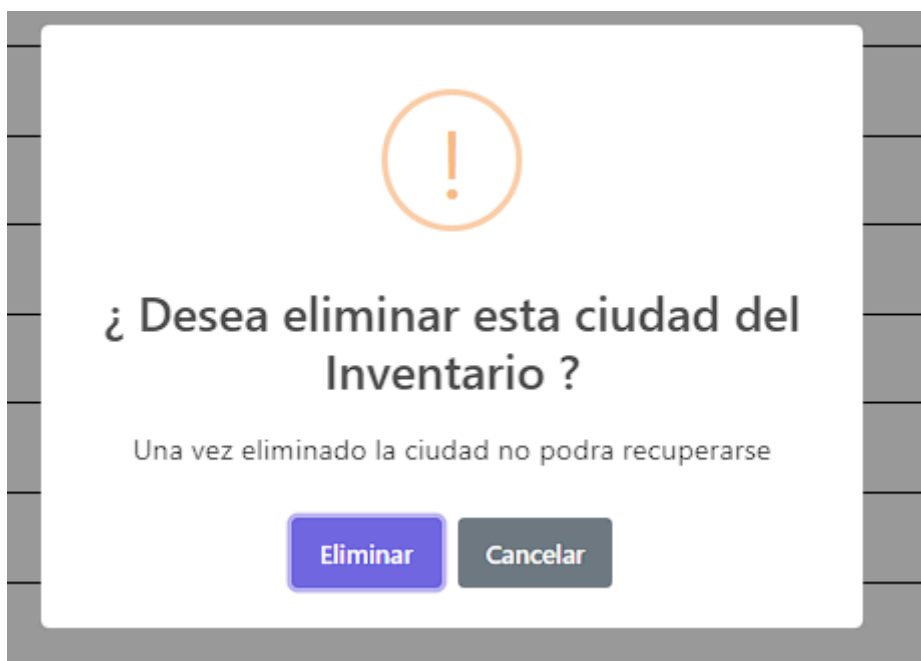 !
¿ Desea eliminar esta ciudad del
Inventario ?
Una vez eliminado la ciudad no podra recuperarse
Eliminar
Cancelar